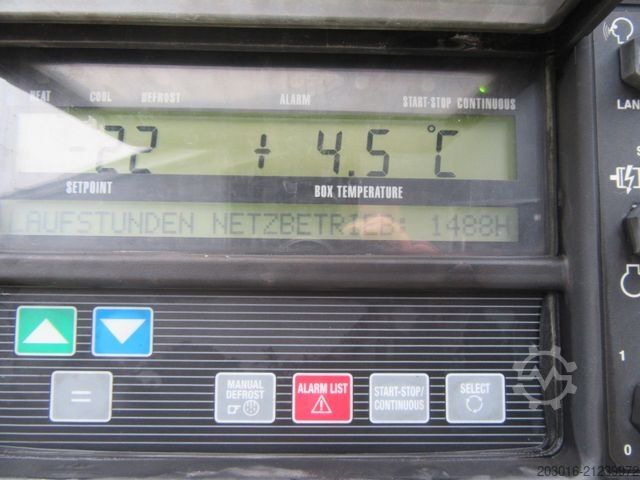 HEAT COOL DEFROST ALARM START-STOP CONTINUOUS
-22 + 4.5 °C
SETPOINT BOX TEMPERATURE
LAUFSTUNDEN NETZBETRIEB: 1488H
=
MANUAL DEFROST
ALARM LIST
START-STOP/ CONTINUOUS
SELECT
LAN
S
1
0
203016-21239972